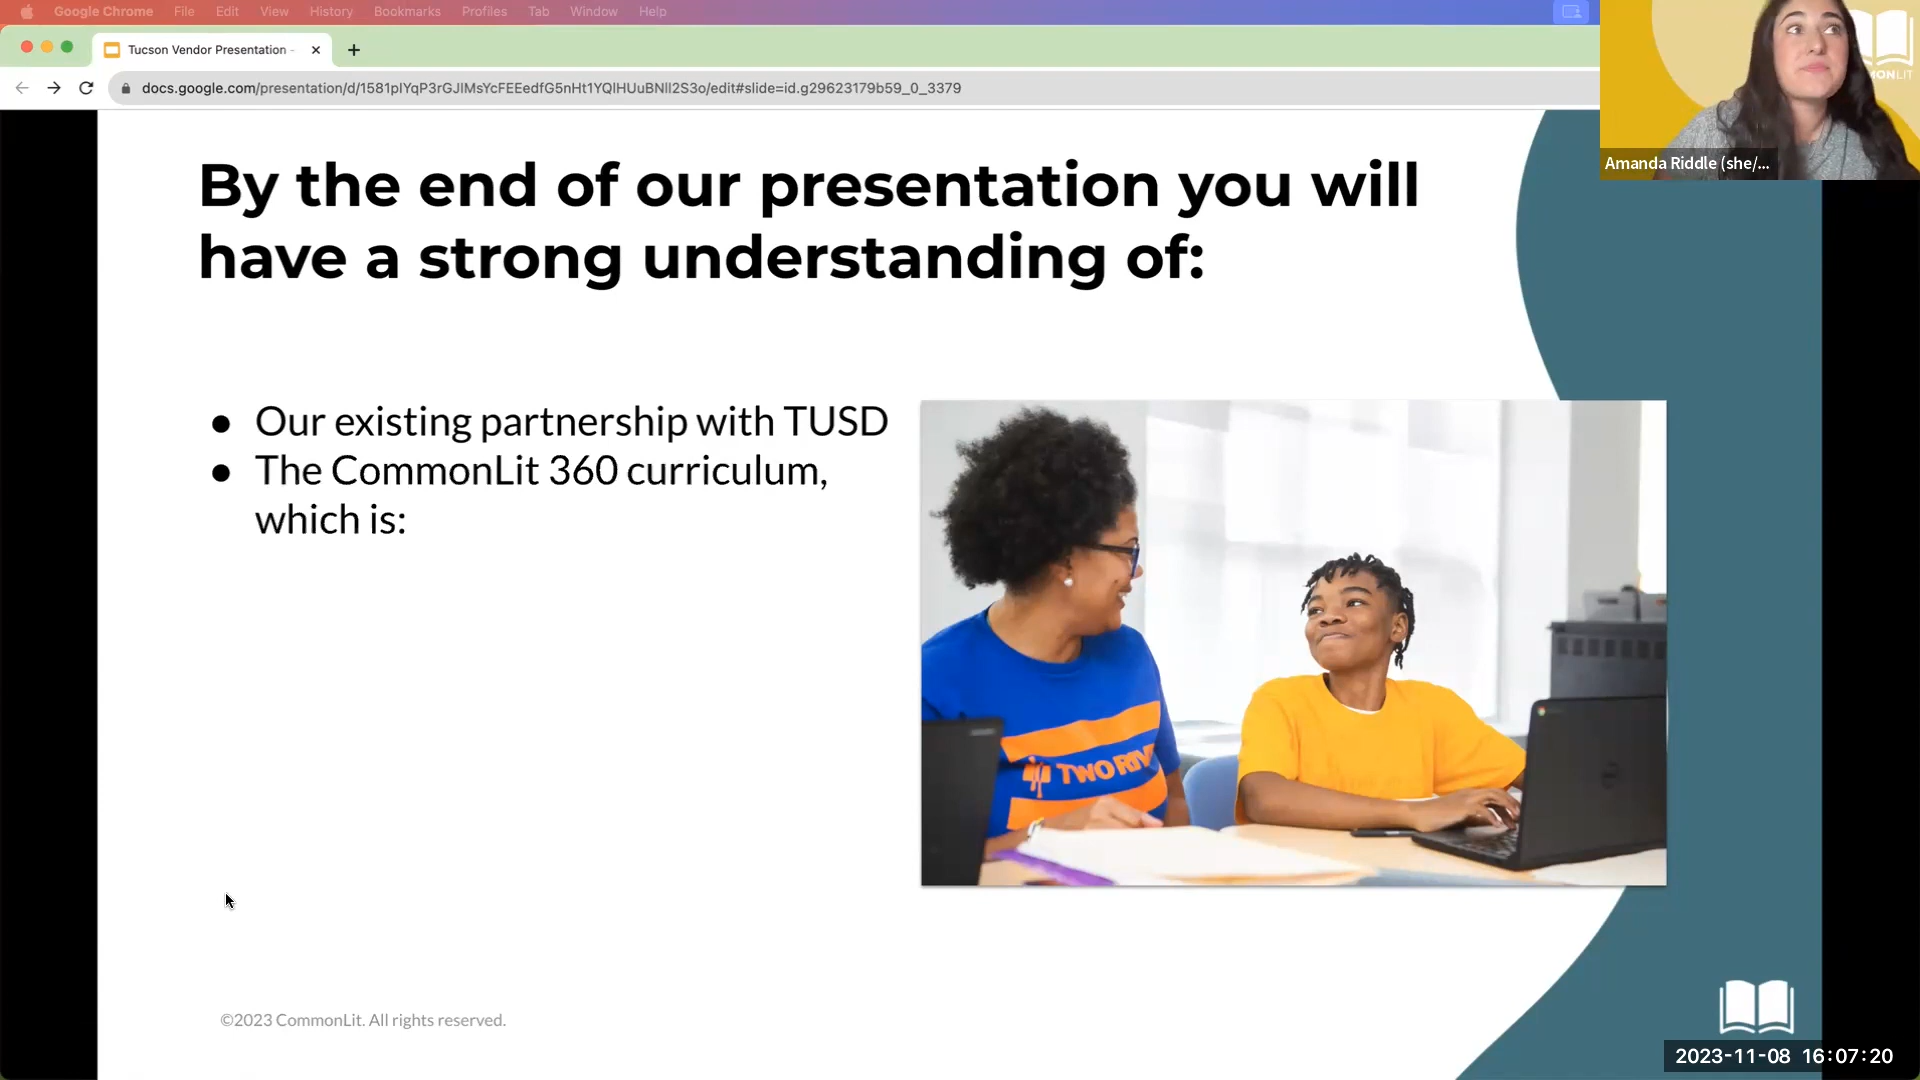 Google Chrome File Edit View History Bookmarks Profiles Tab Window Help
Tucson Vendor Presentation -
docs.google.com/presentation/d/1581pIYqP3rGJIMsYcFEEedfG5nHt1YQIHUuBNII2S3o/edit#slide=id.g29623179b59_0_3379
MONLIT
Amanda Riddle (she/...
By the end of our presentation you will
have a strong understanding of:
● Our existing partnership with TUSD
● The CommonLit 360 curriculum,
which is:
TWO RIV
©2023 CommonLit. All rights reserved.
2023-11-08 16:07:20